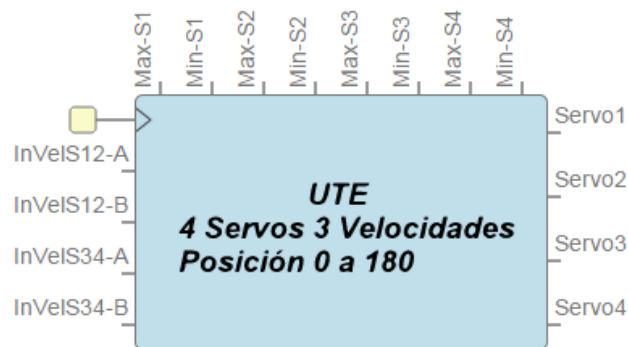 Max-S1
Min-S1
Max-S2
Min-S2
Max-S3
Min-S3
Max-S4
Min-S4
InVelS12-A
InVelS12-B
InVelS34-A
InVelS34-B
UTE
4 Servos 3 Velocidades
Posición 0 a 180
Servo1
Servo2
Servo3
Servo4